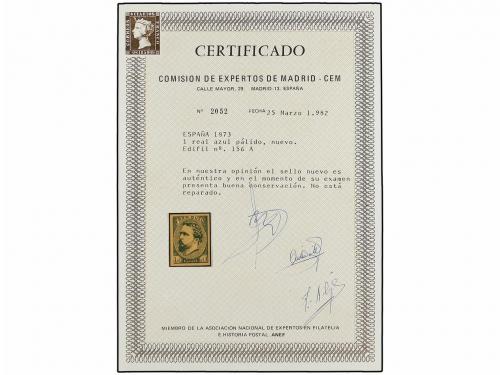 CERTIFICADO
COMISION DE EXPERTOS DE MADRID - CEM
CALLE MAYOR, 29 MADRID-13. ESPAÑA
Nº 2052 FECHA 25 Marzo 1.982
ESPAÑA 1873
1 real azul pálido, nuevo.
Edifil nº. 156 A
En nuestra opinión el sello nuevo es
auténtico y en el momento de su examen
presenta buena conservación. No está
reparado.
MIEMBRO DE LA ASOCIACIÓN NACIONAL DE EXPERTOS EN FILATELIA
E HISTORIA POSTAL ANEF